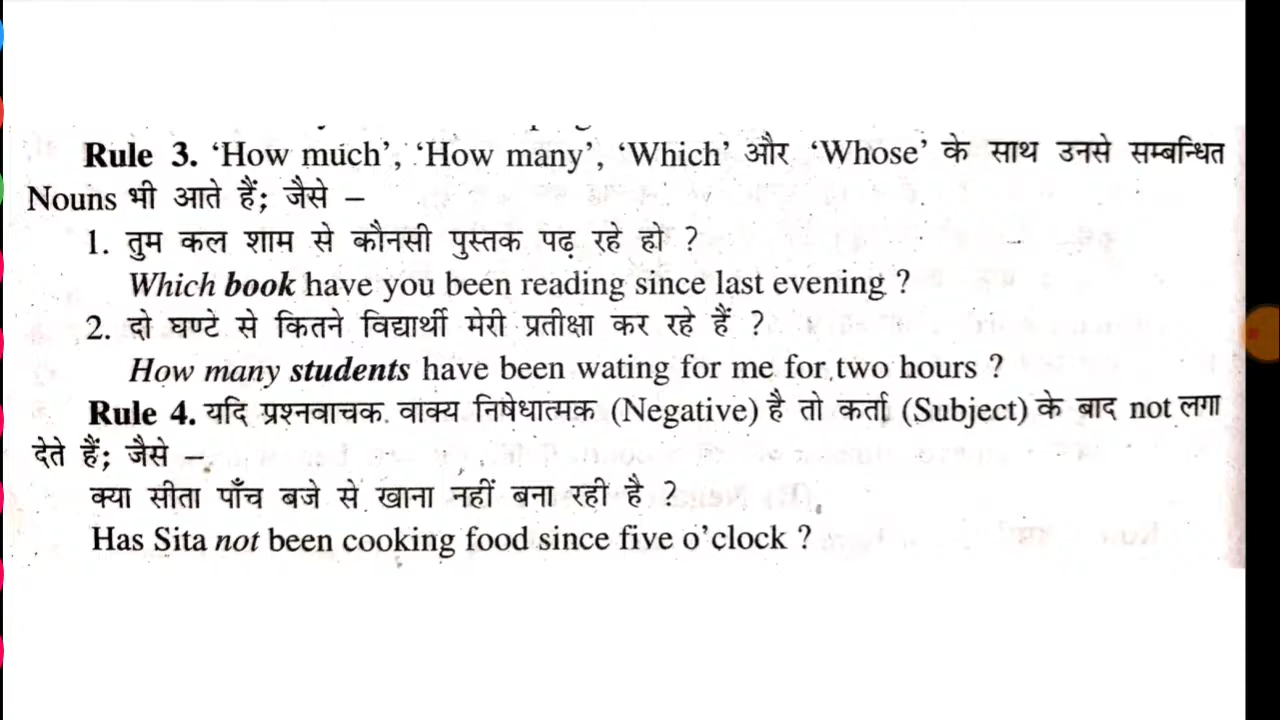 Rule 3. ‘How much’, ‘How many’, ‘Which’ और ‘Whose’ के साथ उनसे सम्बन्धित
Nouns भी आते हैं; जैसे –
1. तुम कल शाम से कौनसी पुस्तक पढ़ रहे हो ?
Which book have you been reading since last evening ?
2. दो घण्टे से कितने विद्यार्थी मेरी प्रतीक्षा कर रहे हैं ?
How many students have been wating for me for two hours ?
Rule 4. यदि प्रश्नवाचक वाक्य निषेधात्मक (Negative) है तो कर्ता (Subject) के बाद not लगा
देते हैं; जैसे –
क्या सीता पाँच बजे से खाना नहीं बना रही है ?
Has Sita not been cooking food since five o’clock ?